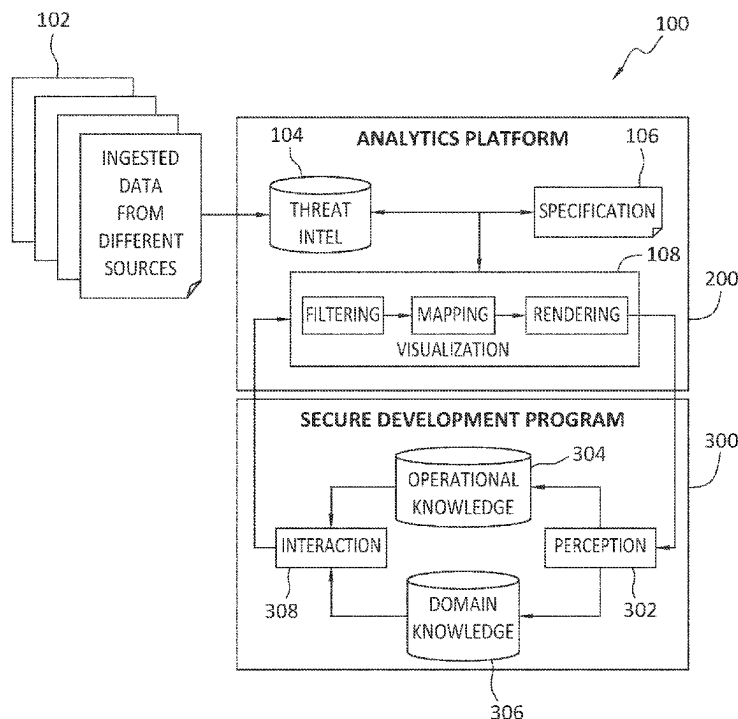 102
100
INGESTED
DATA
FROM
DIFFERENT
SOURCES
ANALYTICS PLATFORM
104
106
THREAT
INTEL
SPECIFICATION
108
200
FILTERING
MAPPING
RENDERING
VISUALIZATION
SECURE DEVELOPMENT PROGRAM
300
304
OPERATIONAL
KNOWLEDGE
INTERACTION
308
PERCEPTION
302
DOMAIN
KNOWLEDGE
306